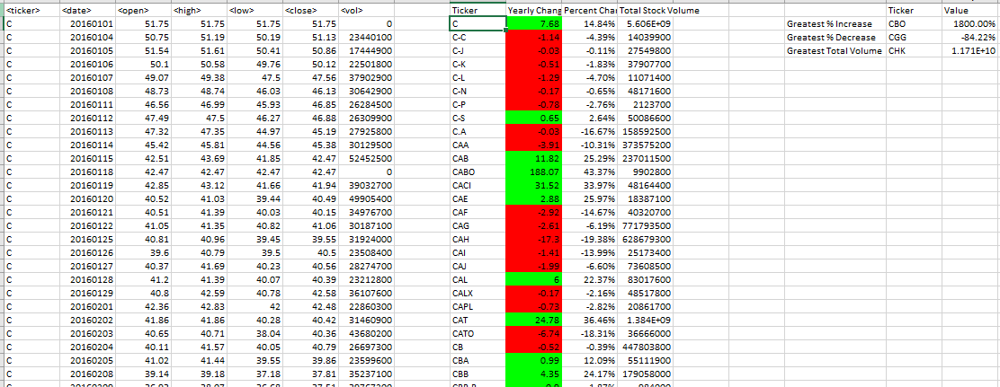 <ticker> <date> <open> <high> <low> <close> <vol> Ticker Yearly Chang Percent Chan Total Stock Volume Ticker Value
C 20160101 51.75 51.75 51.75 51.75 0 C 7.68 14.84% 5.606E+09 Greatest % Increase CBO 1800.00%
C 20160104 50.75 51.19 50.19 51.13 23440100 C-C -1.14 -4.39% 14039900 Greatest % Decrease CGG -84.22%
C 20160105 51.54 51.61 50.41 50.86 17444900 C-J -0.03 -0.11% 27549800 Greatest Total Volume CHK 1.171E+10
C 20160106 50.1 50.58 49.76 50.12 22501800 C-K -0.51 -1.83% 37907700
C 20160107 49.07 49.38 47.5 47.56 37902900 C-L -1.29 -4.70% 11071400
C 20160108 48.73 48.74 46.03 46.13 30642900 C-N -0.17 -0.65% 48171600
C 20160111 46.56 46.99 45.93 46.85 26284500 C-P -0.78 -2.76% 2123700
C 20160112 47.49 47.5 46.27 46.88 26309900 C-S 0.65 2.64% 50086600
C 20160113 47.32 47.35 44.97 45.19 27925800 C.A -0.03 -16.67% 158592500
C 20160114 45.42 45.81 44.56 45.38 30129500 CAA -3.91 -10.31% 373575200
C 20160115 42.51 43.69 41.85 42.47 52452500 CAB 11.82 25.29% 237011500
C 20160118 42.47 42.47 42.47 42.47 0 CABO 188.07 43.37% 9902800
C 20160119 42.85 43.12 41.66 41.94 39032700 CACI 31.52 33.97% 48164400
C 20160120 40.52 41.03 39.44 40.49 49905400 CAE 2.88 25.97% 18387100
C 20160121 40.51 41.39 40.03 40.15 34976700 CAF -2.92 -14.67% 40320700
C 20160122 41.05 41.35 40.82 41.06 30187100 CAG -2.61 -6.19% 771793500
C 20160125 40.81 40.96 39.45 39.55 31924000 CAH -17.3 -19.38% 628679300
C 20160126 39.6 40.79 39.5 40.5 23508400 CAI -1.41 -13.99% 25173400
C 20160127 40.37 41.69 40.23 40.56 28274700 CAJ -1.99 -6.60% 73608500
C 20160128 41.2 41.39 40.07 40.39 23212800 CAL 6 22.37% 83017600
C 20160129 40.8 42.59 40.78 42.58 36107600 CALX -0.17 -2.16% 48517800
C 20160201 42.36 42.83 42 42.48 22860300 CAPL -0.73 -2.82% 20861700
C 20160202 41.86 41.86 40.28 40.42 31460900 CAT 24.78 36.46% 1.384E+09
C 20160203 40.65 40.71 38.04 40.36 43680200 CATO -6.74 -18.31% 36666000
C 20160204 40.11 41.57 40.05 40.79 26697300 CB -0.52 -0.39% 447803800
C 20160205 41.02 41.44 39.55 39.86 23599600 CBA 0.99 12.09% 55111900
C 20160208 39.14 39.18 37.18 37.81 35237100 CBB 4.35 24.17% 179058000